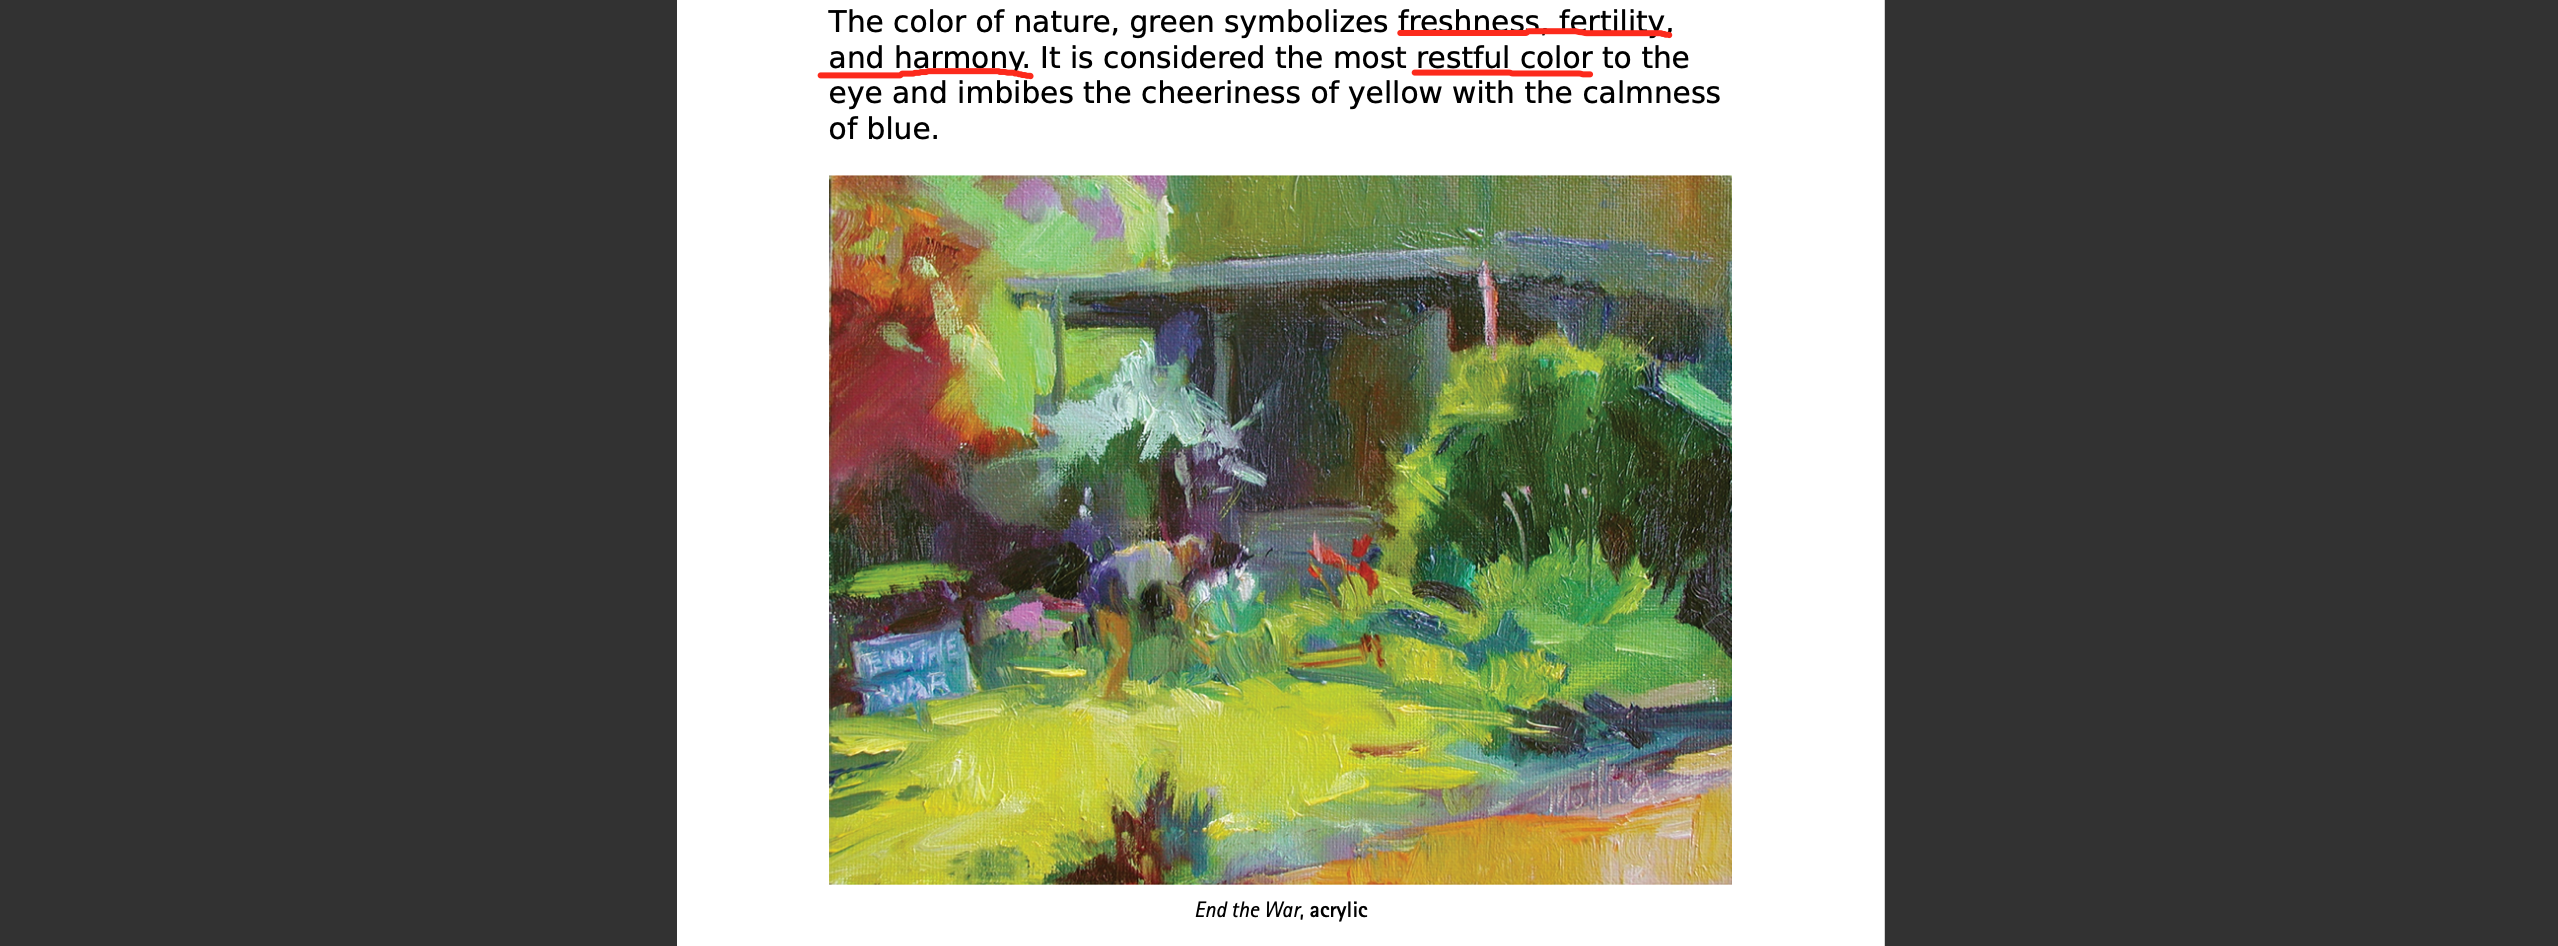 The color of nature, green symbolizes freshness, fertility,
and harmony. It is considered the most restful color to the
eye and imbibes the cheeriness of yellow with the calmness
of blue.
END THE
WAR
Mollica
End the War, acrylic